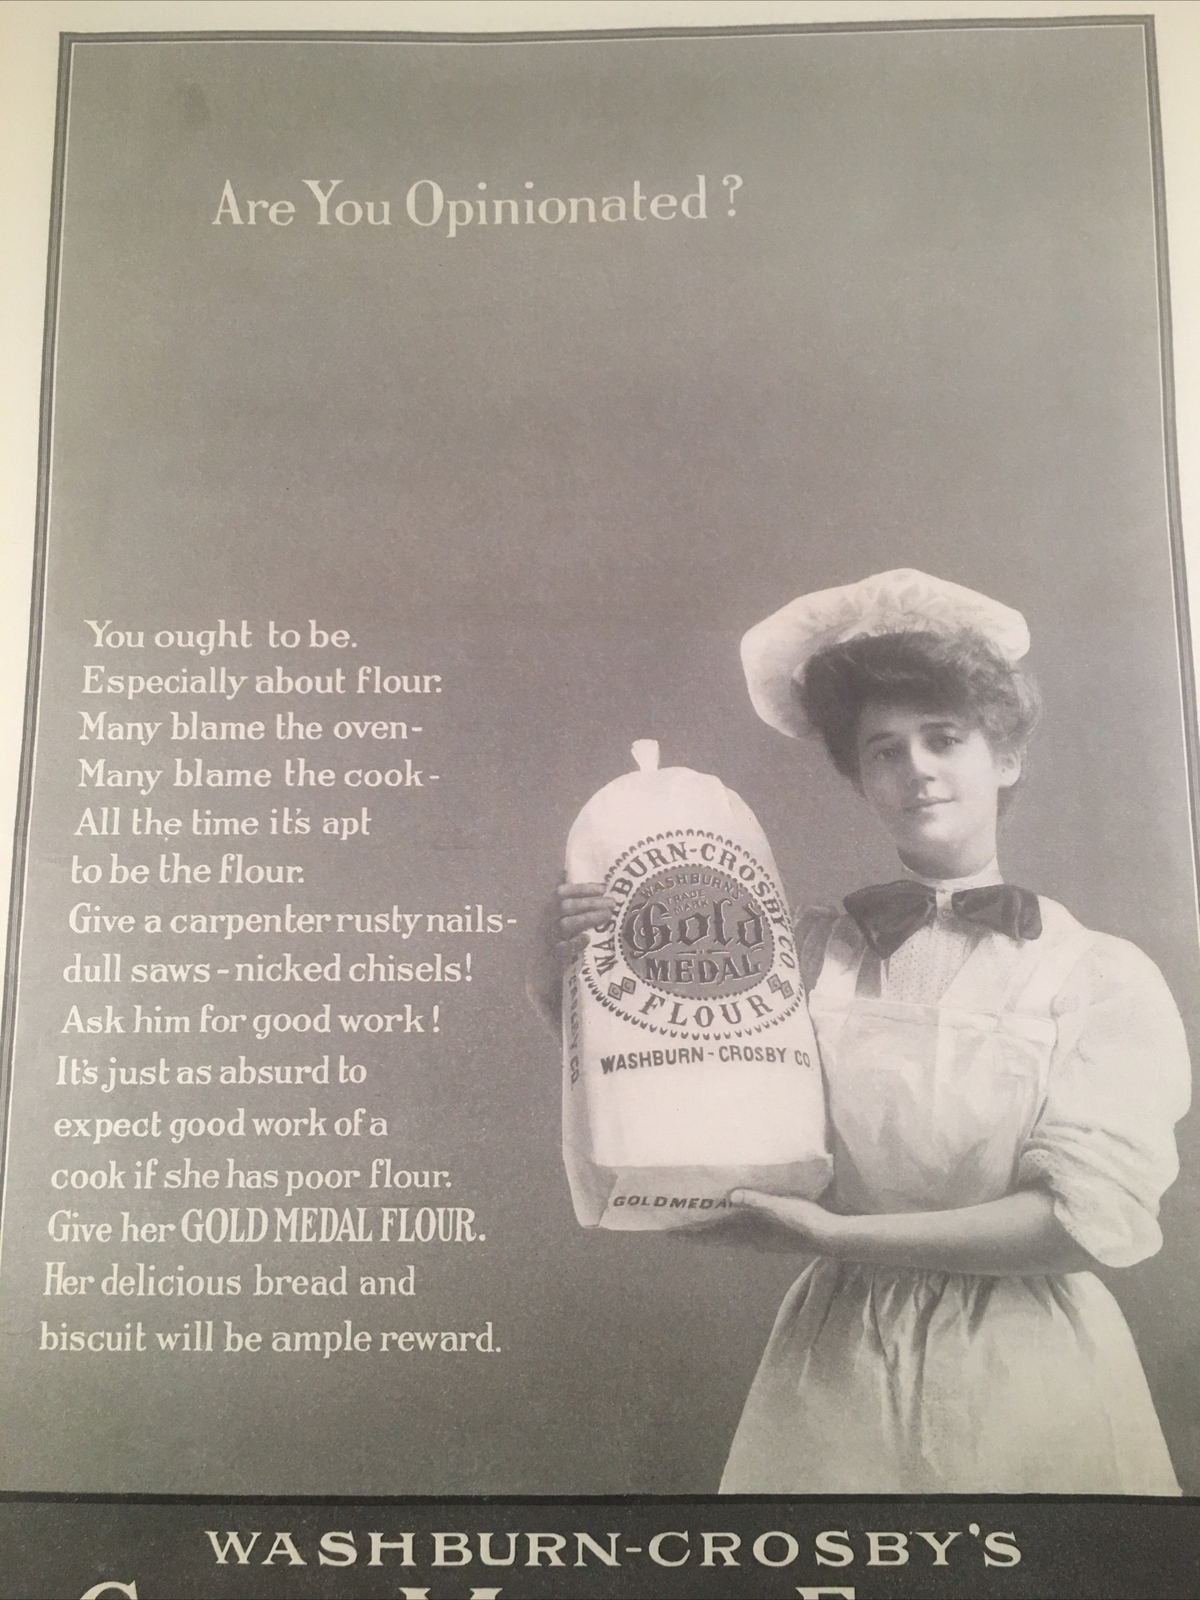 Are You Opinionated?
You ought to be.
Especially about flour.
Many blame the oven-
Many blame the cook-
All the time it's apt
to be the flour.
Give a carpenter rusty nails-
dull saws-nicked chisels!
Ask him for good work!
It's just as absurd to
expect good work of a
cook if she has poor flour.
Give her GOLD MEDAL FLOUR.
Her delicious bread and
biscuit will be ample reward.
WASHBURN-CROSBY CO
WASHBURN'S
TRADE
MARK
Gold
MEDAL
FLOUR
WASHBURN-CROSBY CO
GOLD MEDAL
WASHBURN-CROSBY'S